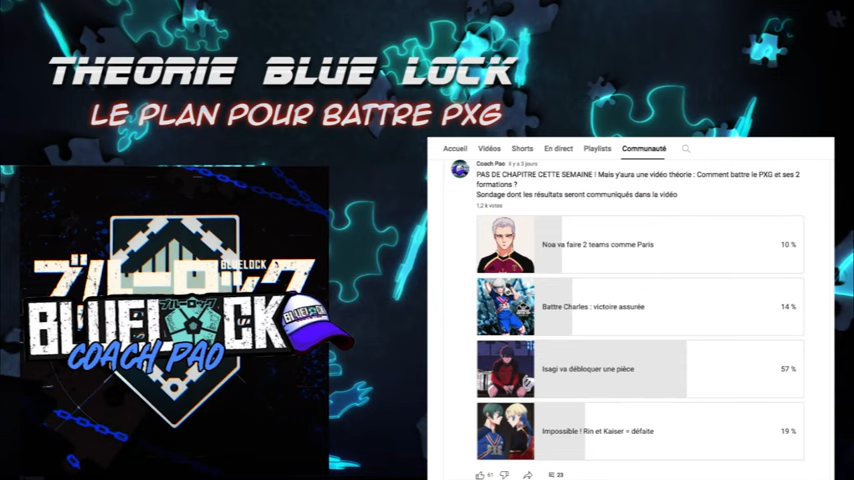 THEORIE BLUE LOCK
LE PLAN POUR BATTRE PXG
Accueil Vidéos Shorts En direct Playlists Communauté
Coach Pao il y a 3 jours
PAS DE CHAPITRE CETTE SEMAINE ! Mais y'aura une vidéo théorie : Comment battre le PXG et ses 2
formations ?
Sondage dont les résultats seront communiqués dans la vidéo
1,2 k votes
Noa va faire 2 teams comme Paris 10 %
Battre Charles : victoire assurée 14 %
Isagi va débloquer une pièce 57 %
Impossible ! Rin et Kaiser = défaite 19 %
61 23
ブルーロック
BLUELOCK
ブルーロック
BLUELOCK
COACH PAO
BLUELOCK